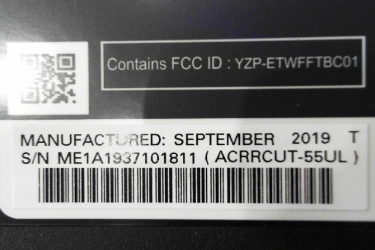 Contains FCC ID : YZP-ETWFFTBC01
MANUFACTURED: SEPTEMBER 2019 T
S/N ME1A1937101811 ( ACRRCUT-55UL )